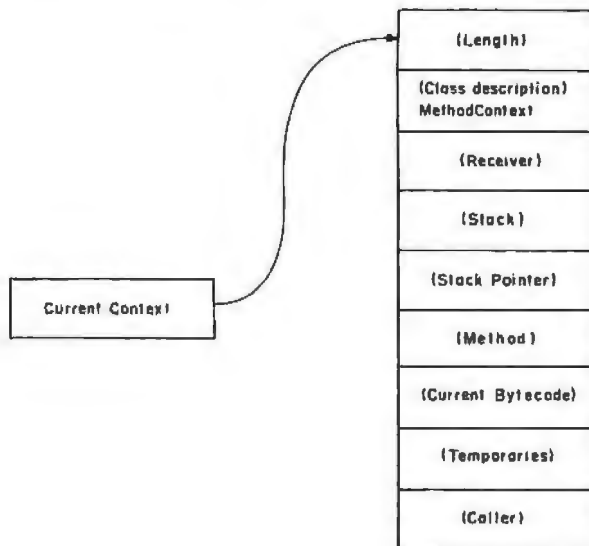 (Length)
(Class description)
MethodContext
(Receiver)
(Stack)
(Stack Pointer)
Current Context
(Method)
(Current Bytecode)
(Temporaries)
(Caller)